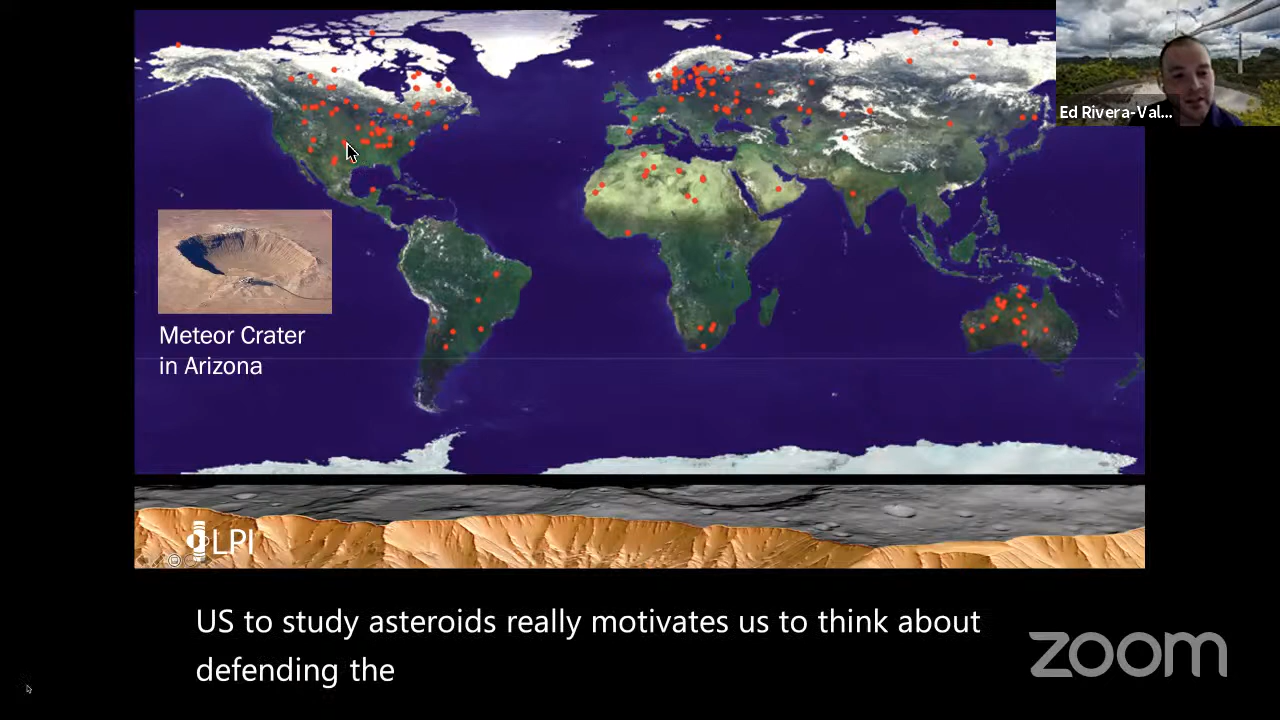 Ed Rivera-Val...
Meteor Crater
in Arizona
LPI
US to study asteroids really motivates us to think about
defending the
zoom